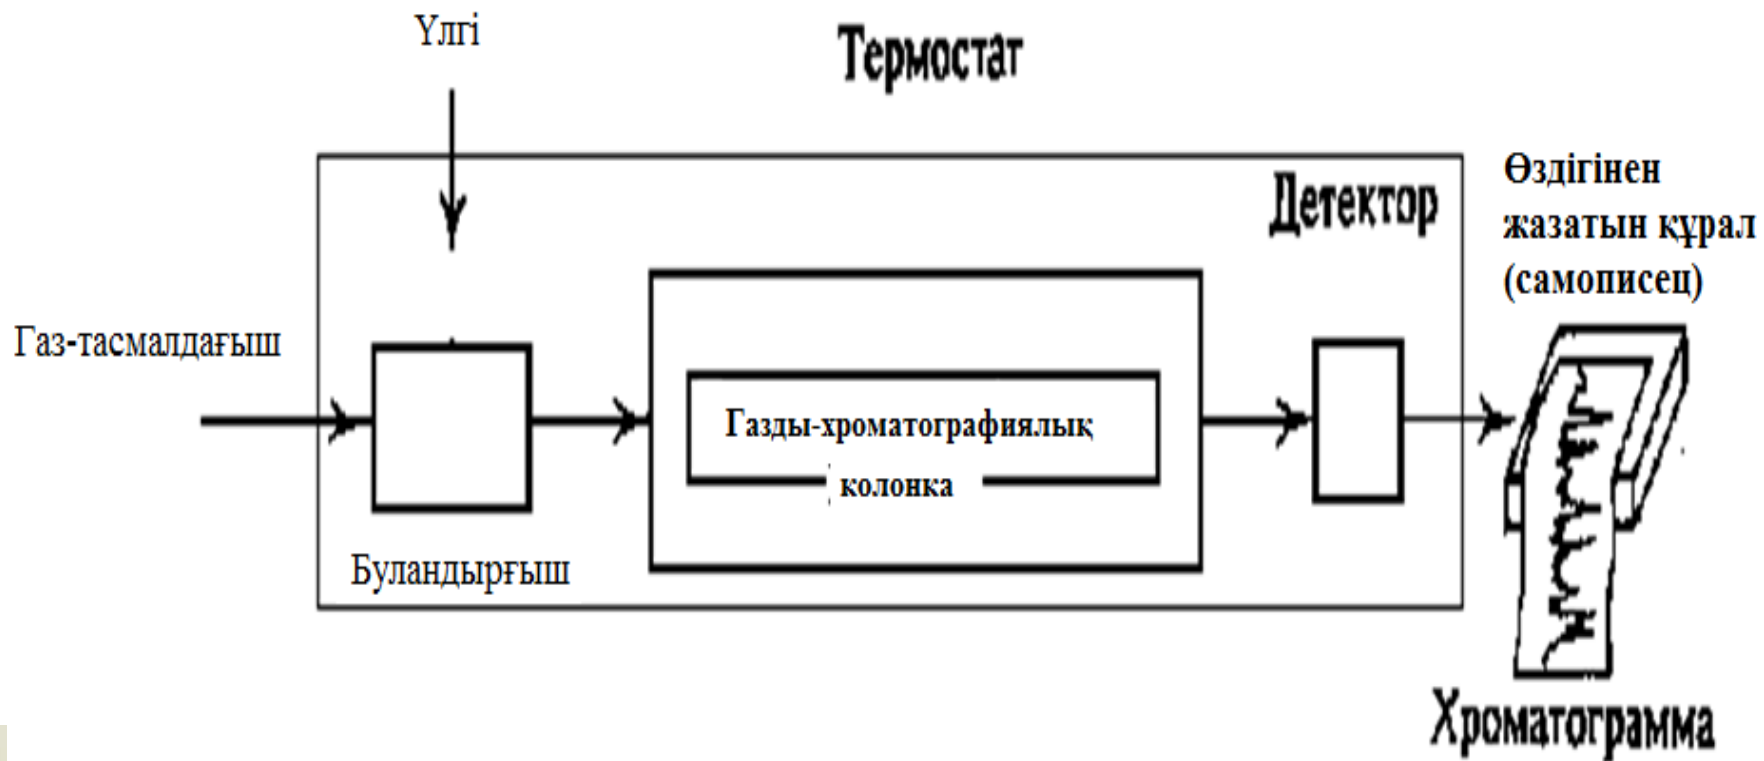 Үлгі
Термостат
Детектор
Өздігінен
жазатын құрал
(самописец)
Газ-тасмалдағыш
Газды-хроматографиялық
колонка
Буландырғыш
Хроматограмма